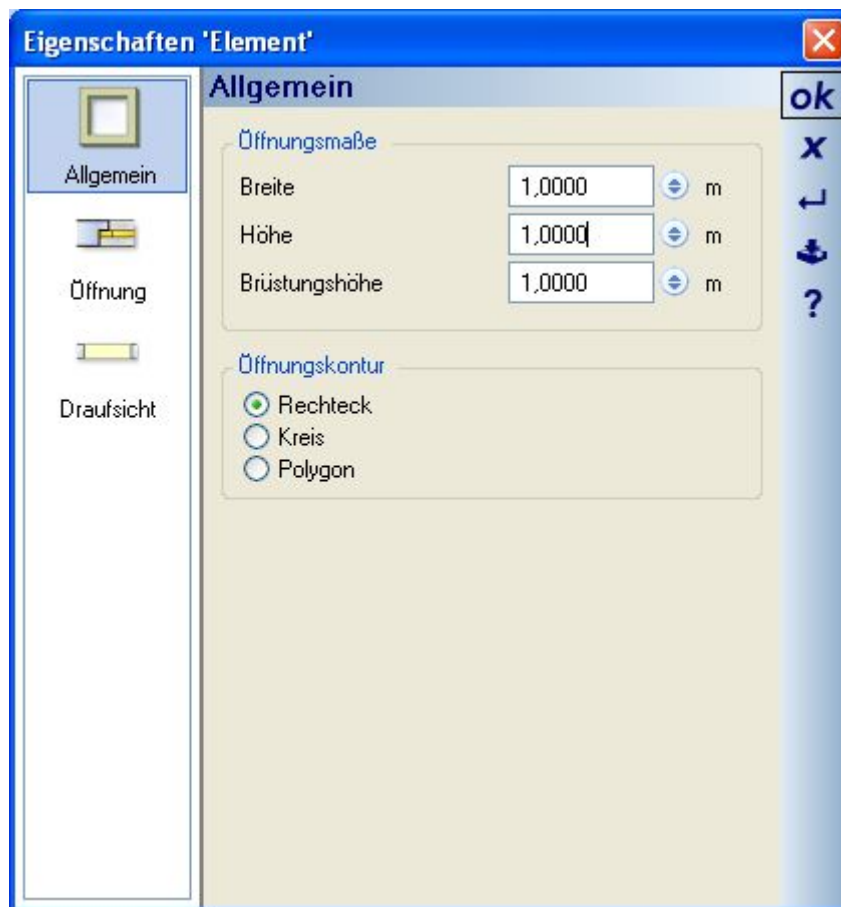 Eigenschaften 'Element'
Allgemein
Öffnung
Draufsicht
Allgemein
Öffnungsmaße
Breite 1,0000 m
Höhe 1,0000 m
Brüstungshöhe 1,0000 m
Öffnungskontur
Rechteck
Kreis
Polygon
ok
x
?